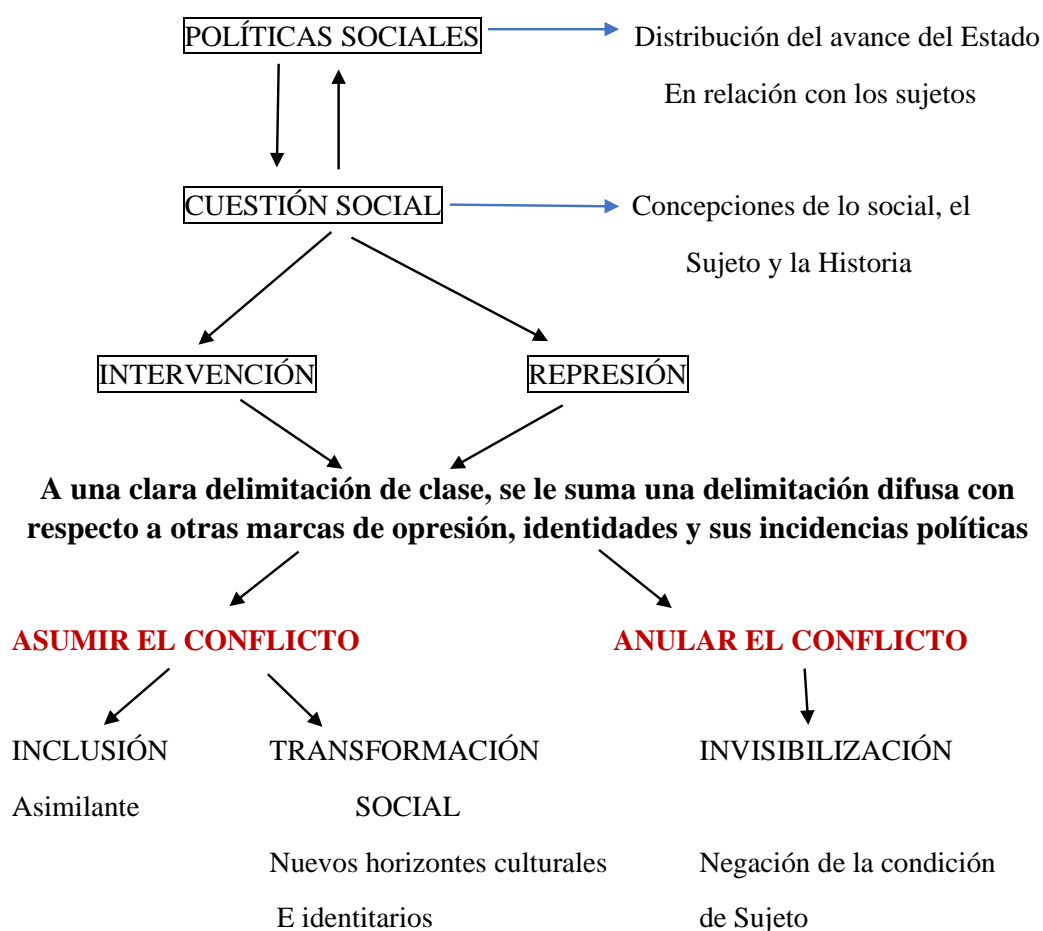 POLÍTICAS SOCIALES Distribución del avance del Estado
En relación con los sujetos
CUESTIÓN SOCIAL Concepciones de lo social, el
Sujeto y la Historia
INTERVENCIÓN REPRESIÓN
A una clara delimitación de clase, se le suma una delimitación difusa con
respecto a otras marcas de opresión, identidades y sus incidencias políticas
ASUMIR EL CONFLICTO ANULAR EL CONFLICTO
INCLUSIÓN TRANSFORMACIÓN INVISIBILIZACIÓN
Asimilante SOCIAL
Nuevos horizontes culturales Negación de la condición
E identitarios de Sujeto